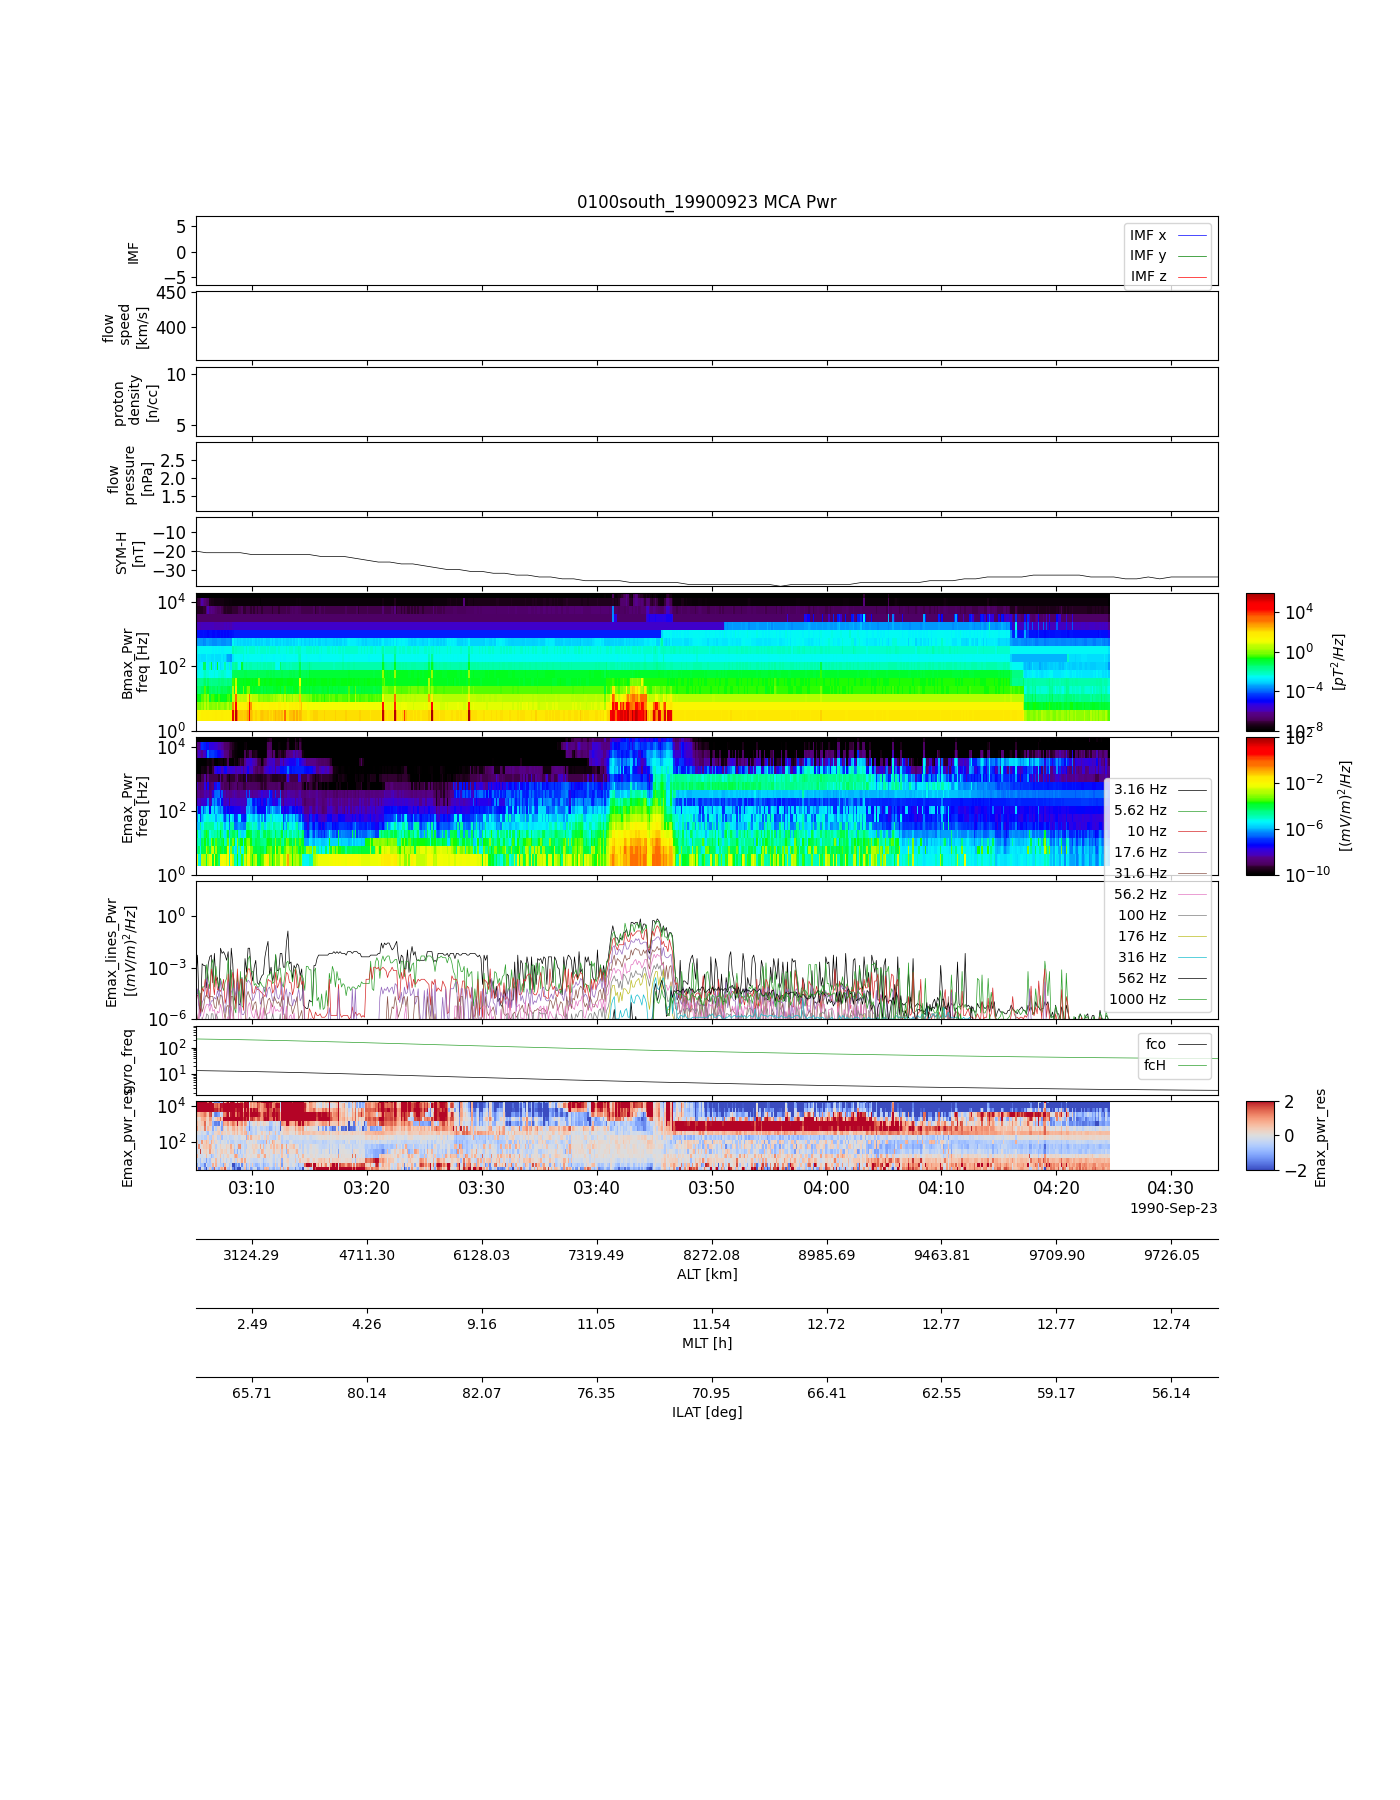 0100south_19900923 MCA Pwr
IMF
5
0
−5
IMF x
IMF y
IMF z
flow
speed
[km/s]
450
400
proton
density
[n/cc]
10
5
flow
pressure
[nPa]
2.5
2.0
1.5
SYM-H
[nT]
−10
−20
−30
Bmax_Pwr
freq [Hz]
10^4
10^2
10^0
10^4
10^0
10^−4
10^−8
[pT^2/Hz]
Emax_Pwr
freq [Hz]
10^4
10^2
10^0
10^2
10^−2
10^−6
10^−10
[(mV/m)^2/Hz]
3.16 Hz
5.62 Hz
10 Hz
17.6 Hz
31.6 Hz
56.2 Hz
100 Hz
176 Hz
316 Hz
562 Hz
1000 Hz
Emax_lines_Pwr
[(mV/m)^2/Hz]
10^0
10^−3
10^−6
gyro_freq
10^2
10^1
fco
fcH
Emax_pwr_res
10^4
10^2
2
0
−2
Emax_pwr_res
03:10 03:20 03:30 03:40 03:50 04:00 04:10 04:20 04:30
1990-Sep-23
3124.29 4711.30 6128.03 7319.49 8272.08 8985.69 9463.81 9709.90 9726.05
ALT [km]
2.49 4.26 9.16 11.05 11.54 12.72 12.77 12.77 12.74
MLT [h]
65.71 80.14 82.07 76.35 70.95 66.41 62.55 59.17 56.14
ILAT [deg]